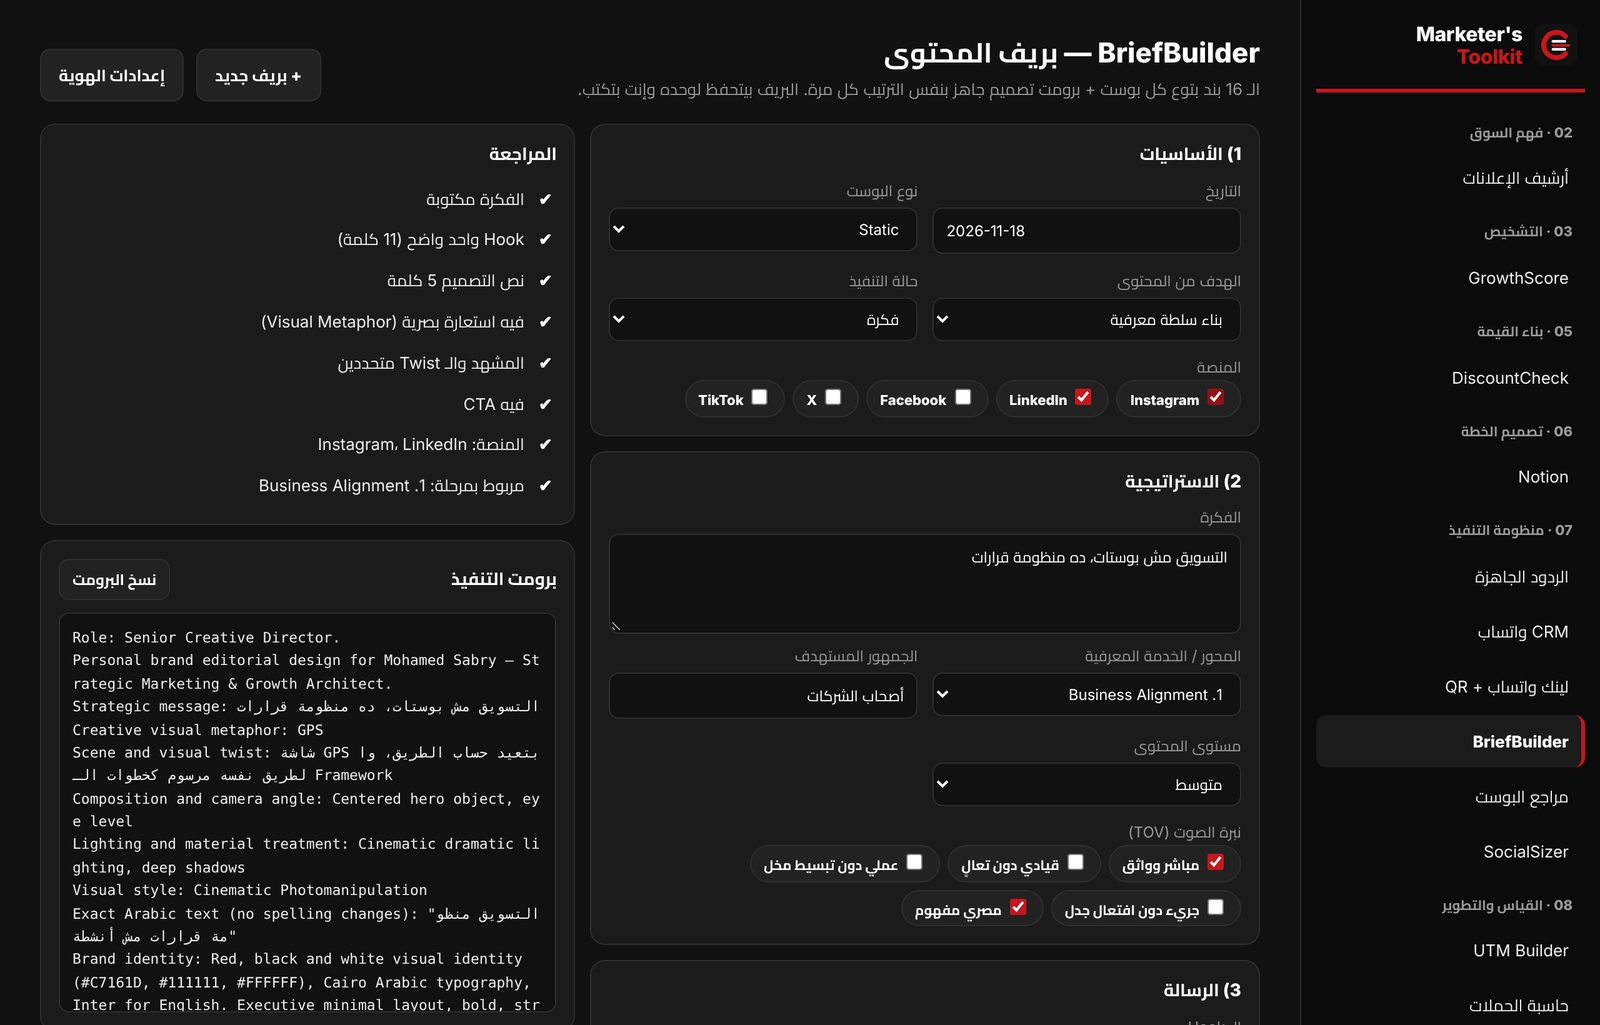 Marketer's
Toolkit
02 · فهم السوق
أرشيف الإعلانات
03 · التشخيص
GrowthScore
05 · بناء القيمة
DiscountCheck
06 · تصميم الخطة
Notion
07 · منظومة التنفيذ
الردود الجاهزة
CRM واتساب
لينك واتساب + QR
BriefBuilder
مراجع البوست
SocialSizer
08 · القياس والتطوير
UTM Builder
حاسبة الحملات
BriefBuilder — بريف المحتوى
الـ 16 بند بتوع كل بوست + برومت تصميم جاهز بنفس الترتيب كل مرة. البريف بيتحفظ لوحده وإنت بتكتب.
+ بريف جديد
إعدادات الهوية
1) الأساسيات
التاريخ
نوع البوست
2026-11-18
Static
الهدف من المحتوى
حالة التنفيذ
بناء سلطة معرفية
فكرة
المنصة
Instagram
LinkedIn
Facebook
X
TikTok
2) الاستراتيجية
الفكرة
التسويق مش بوستات، ده منظومة قرارات
المحور / الخدمة المعرفية
الجمهور المستهدف
1. Business Alignment
أصحاب الشركات
مستوى المحتوى
متوسط
نبرة الصوت (TOV)
مباشر وواثق
قيادي دون تعالٍ
عملي دون تبسيط مخل
جريء دون افتعال جدل
مصري مفهوم
3) الرسالة
المراجعة
✔ الفكرة مكتوبة
✔ Hook واحد واضح (11 كلمة)
✔ نص التصميم 5 كلمة
✔ فيه استعارة بصرية (Visual Metaphor)
✔ المشهد والـ Twist متحددين
✔ فيه CTA
✔ المنصة: Instagram، LinkedIn
✔ مربوط بمرحلة: 1. Business Alignment
برومت التنفيذ
نسخ البرومت
Role: Senior Creative Director.
Personal brand editorial design for Mohamed Sabry — St
rategic Marketing & Growth Architect.
Strategic message: التسويق مش بوستات، ده منظومة قرارات
Creative visual metaphor: GPS
Scene and visual twist: شاشة GPS بتعيد حساب الطريق، وا
لطريق نفسه مرسوم كخطوات الـ Framework
Composition and camera angle: Centered hero object, ey
e level
Lighting and material treatment: Cinematic dramatic li
ghting, deep shadows
Visual style: Cinematic Photomanipulation
Exact Arabic text (no spelling changes): "التسويق منظو
مة قرارات مش أنشطة"
Brand identity: Red, black and white visual identity
(#C7161D, #111111, #FFFFFF), Cairo Arabic typography,
Inter for English. Executive minimal layout, bold, str